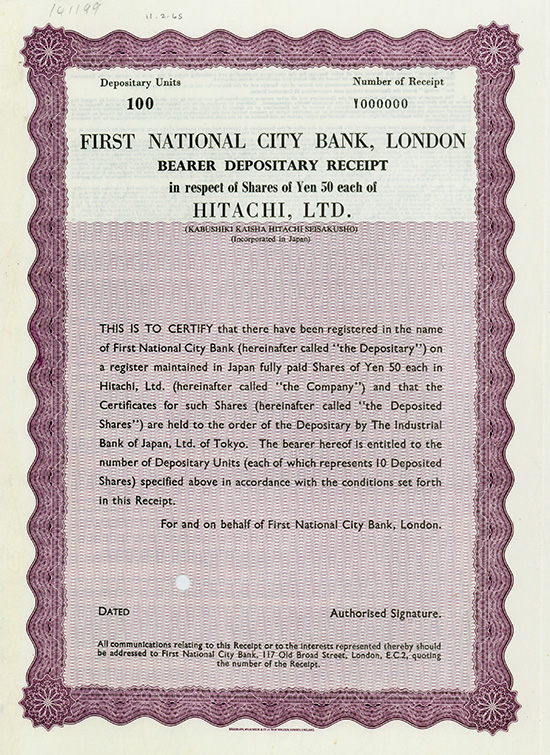 141199
11.2.65
Depositary Units Number of Receipt
100 Y000000
FIRST NATIONAL CITY BANK, LONDON
BEARER DEPOSITARY RECEIPT
in respect of Shares of Yen 50 each of
HITACHI, LTD.
(KABUSHIKI KAISHA HITACHI SEISAKUSHO)
(Incorporated in Japan)
THIS IS TO CERTIFY that there have been registered in the name
of First National City Bank (hereinafter called "the Depositary") on
a register maintained in Japan fully paid Shares of Yen 50 each in
Hitachi, Ltd. (hereinafter called "the Company") and that the
Certificates for such Shares (hereinafter called "the Deposited
Shares") are held to the order of the Depositary by The Industrial
Bank of Japan, Ltd. of Tokyo. The bearer hereof is entitled to the
number of Depositary Units (each of which represents 10 Deposited
Shares) specified above in accordance with the conditions set forth
in this Receipt.
For and on behalf of First National City Bank, London.
DATED Authorised Signature.
All communications relating to this Receipt or to the interests represented thereby should
be addressed to First National City Bank, 117 Old Broad Street, London, E.C.2, quoting
the number of the Receipt.